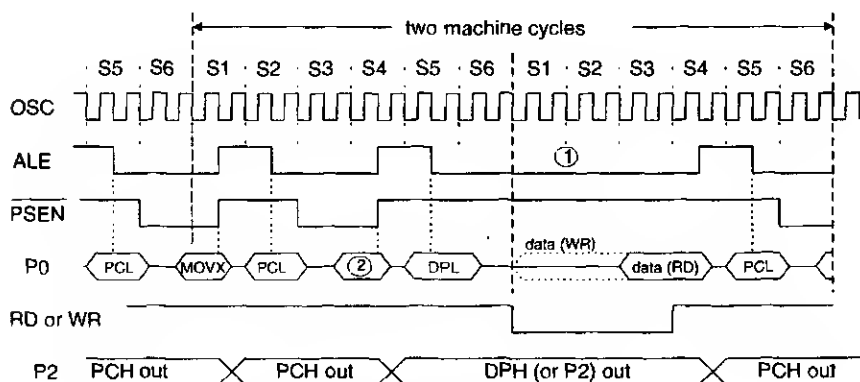 two machine cycles
S5 S6 S1 S2 S3 S4 S5 S6 S1 S2 S3 S4 S5 S6
OSC
ALE ①
PSEN
data (WR)
P0 PCL MOVX PCL ② DPL data (RD) PCL
RD or WR
P2 PCH out PCH out DPH (or P2) out PCH out